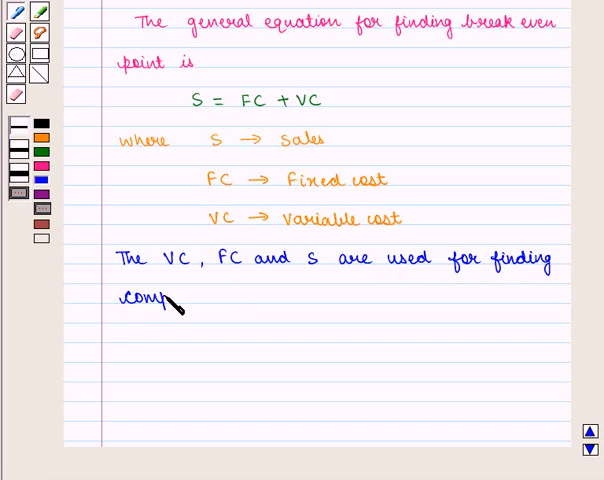 The general equation for finding break even
point is
S = FC + VC
where S → Sales
FC → Fixed cost
VC → Variable cost
The VC, FC and S are used for finding
comp